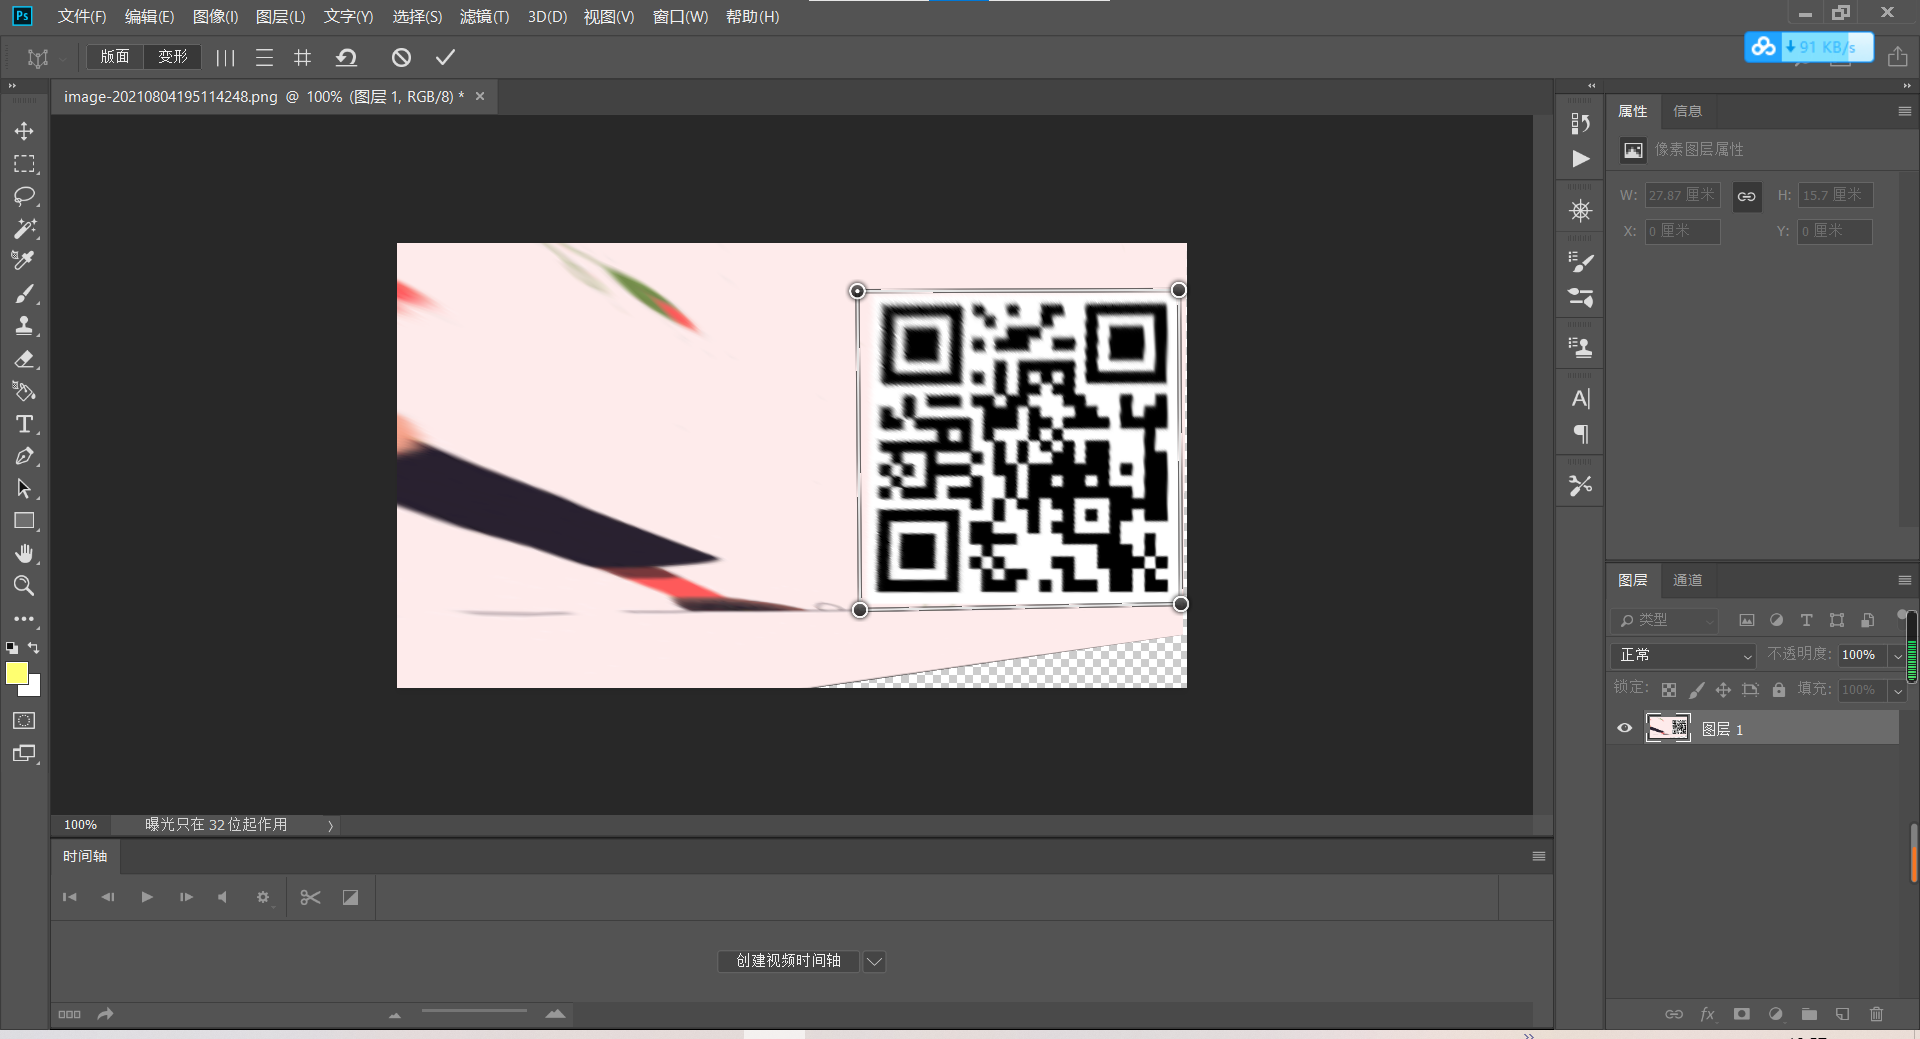 Ps 文件(F) 编辑(E) 图像(I) 图层(L) 文字(Y) 选择(S) 滤镜(T) 3D(D) 视图(V) 窗口(W) 帮助(H)
版面 变形
91 KB/s
image-20210804195114248.png @ 100% (图层 1, RGB/8) * ×
属性 信息
像素图层属性
W: 27.87 厘米 H: 15.7 厘米
X: 0 厘米 Y: 0 厘米
图层 通道
类型
正常 不透明度: 100%
锁定: 填充: 100%
图层 1
100% 曝光只在 32 位起作用
时间轴
创建视频时间轴
fx